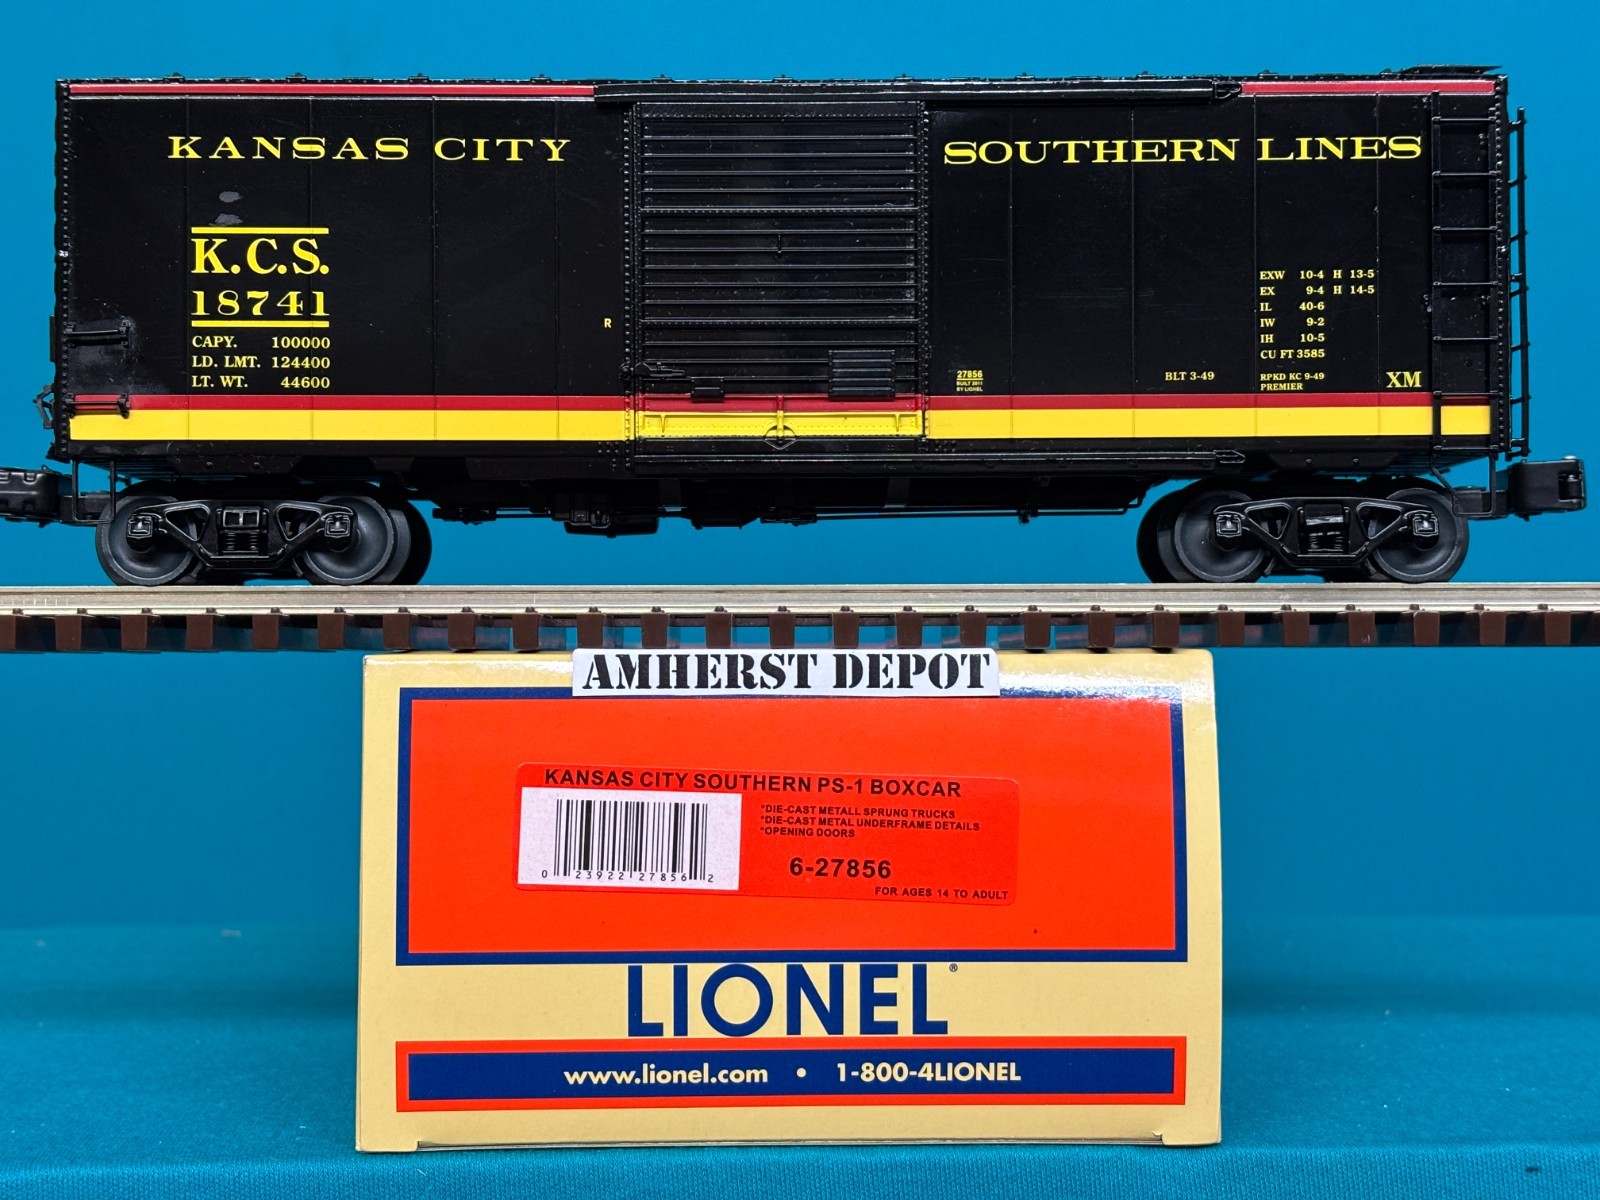 KANSAS CITY
SOUTHERN LINES
K.C.S.
18741
CAPY. 100000
LD. LMT. 124400
LT. WT. 44600
R
27856
BUILT 2011
BY LIONEL
BLT 3-49
EXW 10-4 H 13-5
EX 9-4 H 14-5
IL 40-6
IW 9-2
IH 10-5
CU FT 3585
RPKD KC 9-49
PREMIER
XM
AMHERST DEPOT
KANSAS CITY SOUTHERN PS-1 BOXCAR
*DIE-CAST METALL SPRUNG TRUCKS
*DIE-CAST METAL UNDERFRAME DETAILS
*OPENING DOORS
0 23922 27856 2
6-27856
FOR AGES 14 TO ADULT
LIONEL®
www.lionel.com • 1-800-4LIONEL